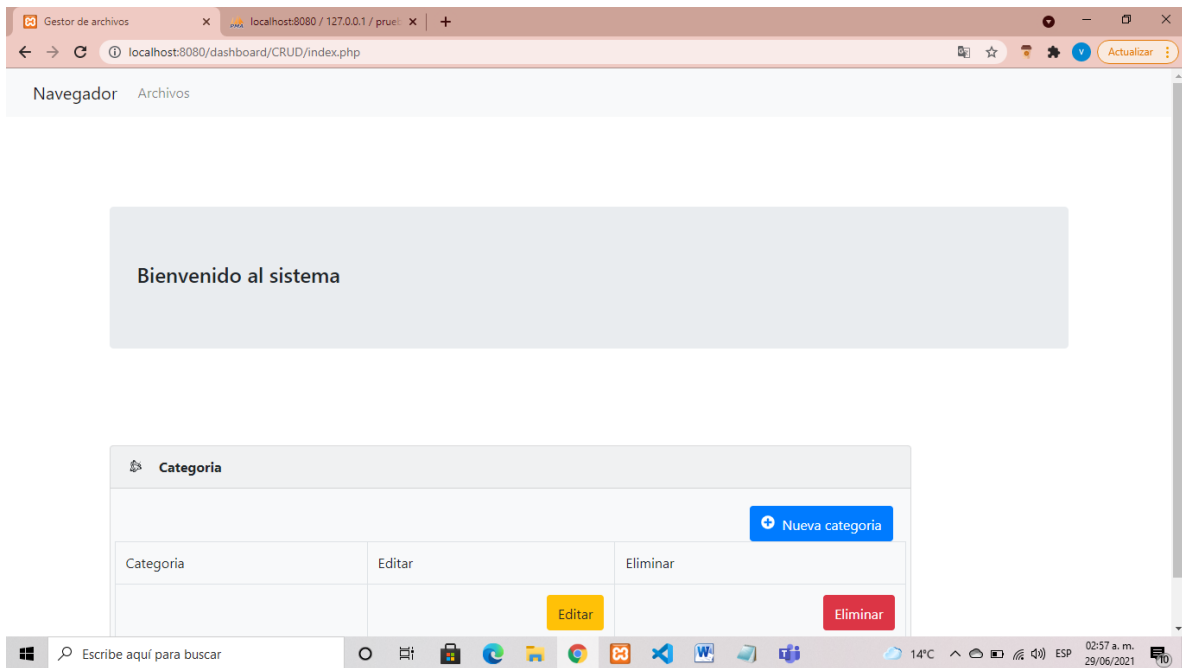 Gestor de archivos
localhost:8080 / 127.0.0.1 / prueb
localhost:8080/dashboard/CRUD/index.php
V
Actualizar
Navegador Archivos
Bienvenido al sistema
Categoria
Nueva categoria
Categoria Editar Eliminar
Editar Eliminar
Escribe aquí para buscar
14°C
ESP
02:57 a. m.
29/06/2021
10